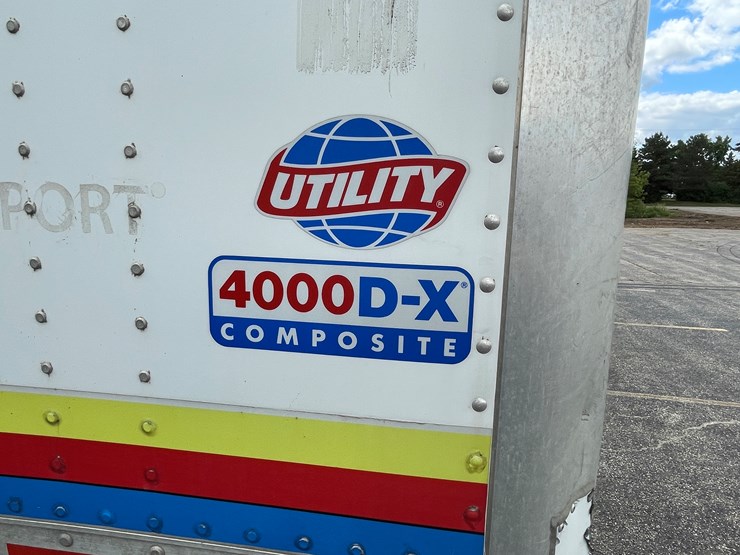 UTILITY®
PORT
4000D-X®
COMPOSITE